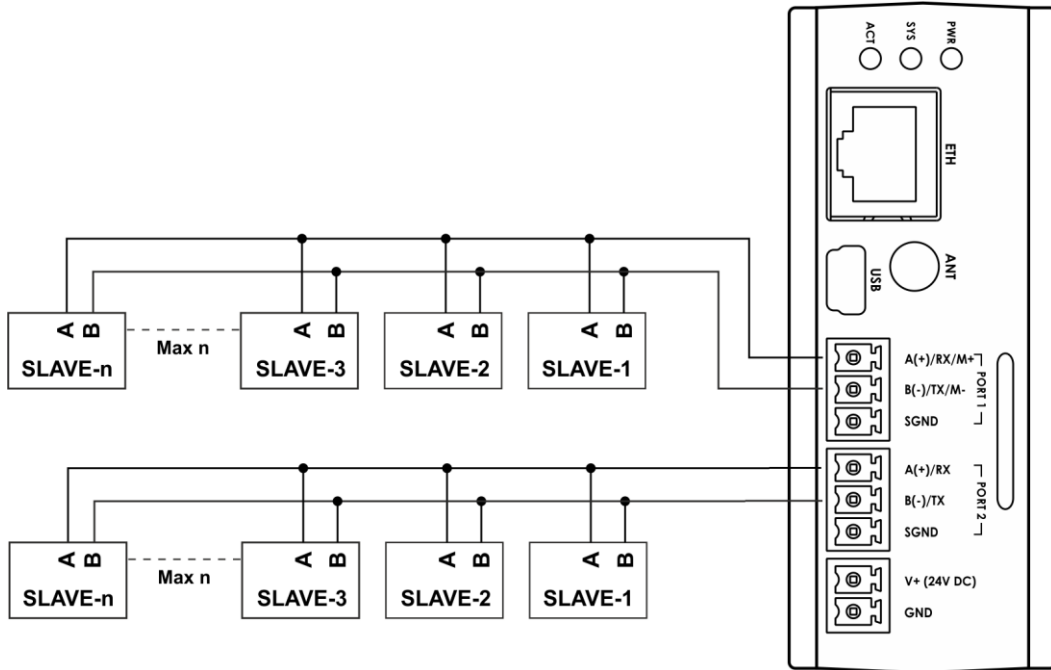 ACT SYS PWR
ETH
USB ANT
A B A B A B A B
Max n
SLAVE-n SLAVE-3 SLAVE-2 SLAVE-1
A(+)/RX/M+
B(-)/TX/M-
SGND
PORT 1
A B A B A B A B
Max n
SLAVE-n SLAVE-3 SLAVE-2 SLAVE-1
A(+)/RX
B(-)/TX
SGND
PORT 2
V+ (24V DC)
GND